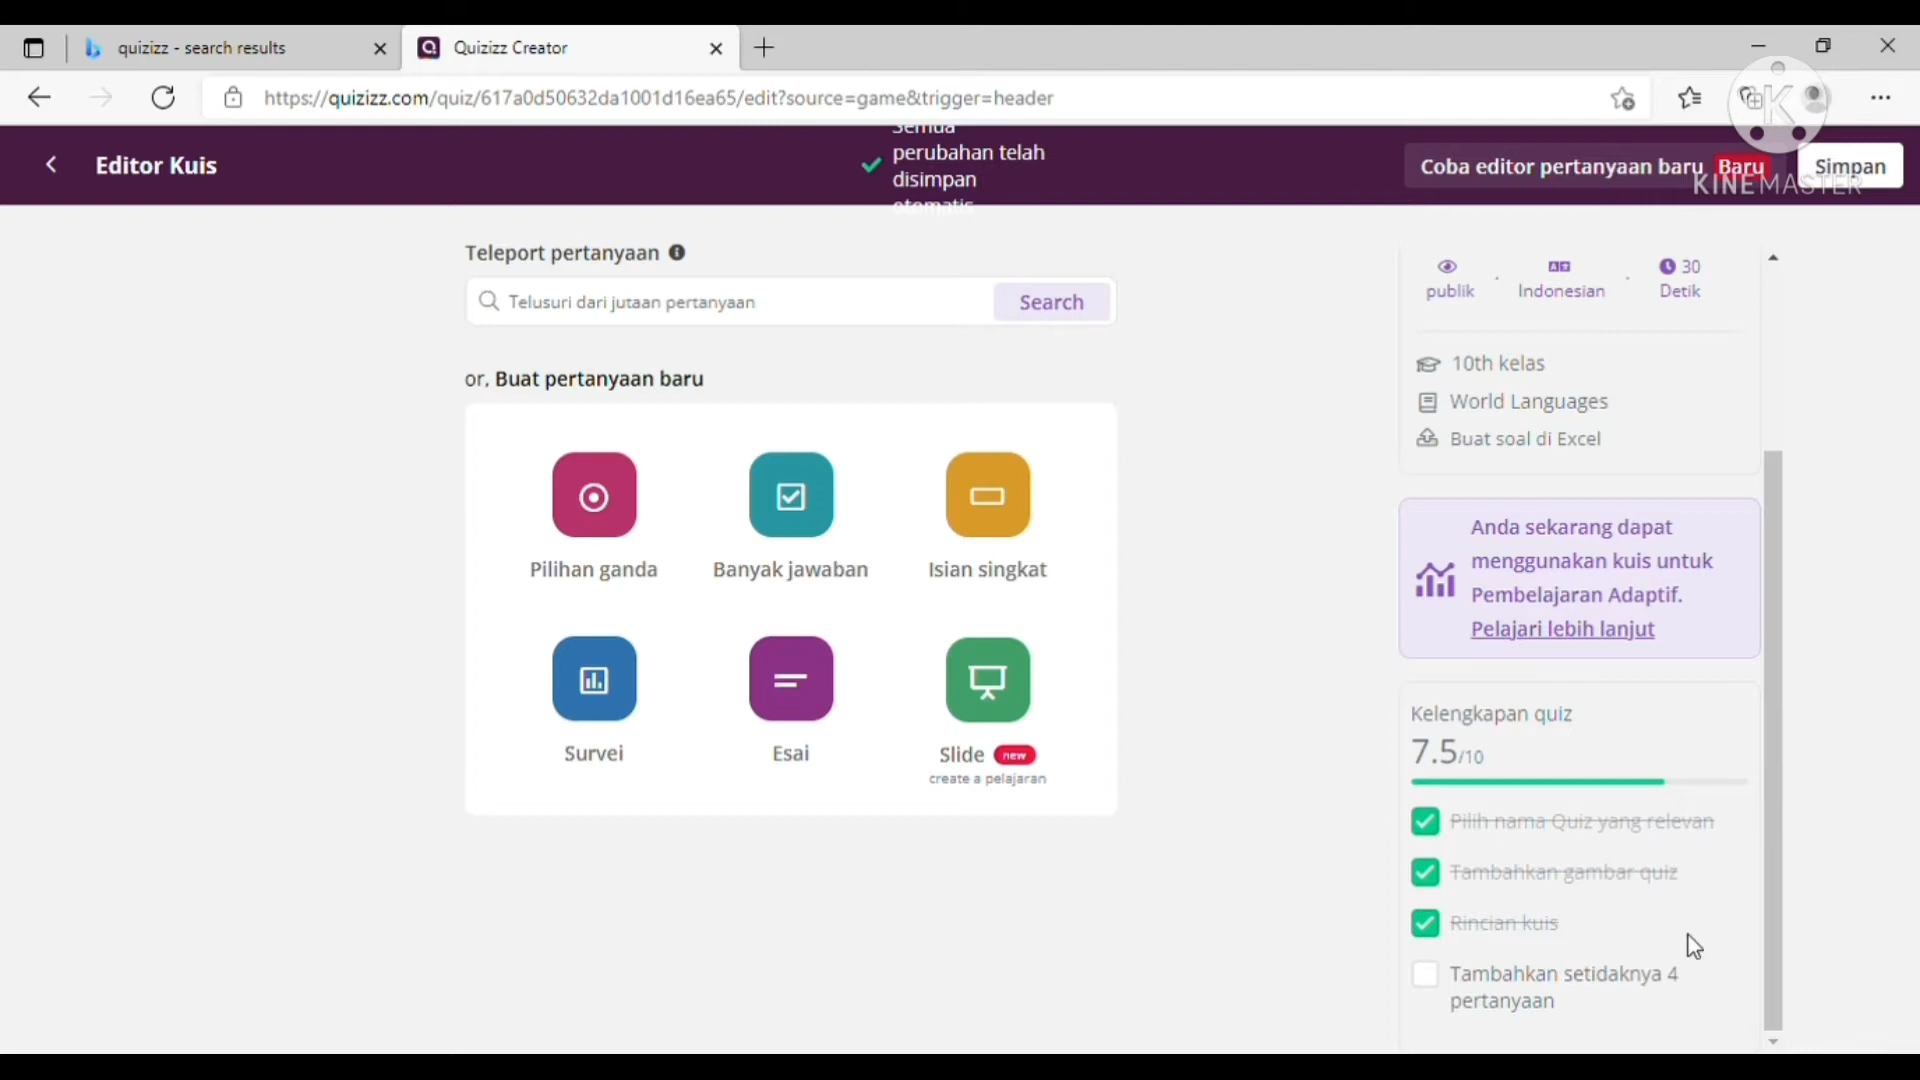 quizizz - search results
Quizizz Creator
https://quizizz.com/quiz/617a0d50632da1001d16ea65/edit?source=game&trigger=header
Editor Kuis
Semua
perubahan telah
disimpan
otomatis
Coba editor pertanyaan baru Baru
Simpan
KINEMASTER
Teleport pertanyaan
Telusuri dari jutaan pertanyaan
Search
or, Buat pertanyaan baru
Pilihan ganda
Banyak jawaban
Isian singkat
Survei
Esai
Slide new
create a pelajaran
publik
Indonesian
30
Detik
10th kelas
World Languages
Buat soal di Excel
Anda sekarang dapat
menggunakan kuis untuk
Pembelajaran Adaptif.
Pelajari lebih lanjut
Kelengkapan quiz
7.5/10
Pilih nama Quiz yang relevan
Tambahkan gambar quiz
Rincian kuis
Tambahkan setidaknya 4
pertanyaan